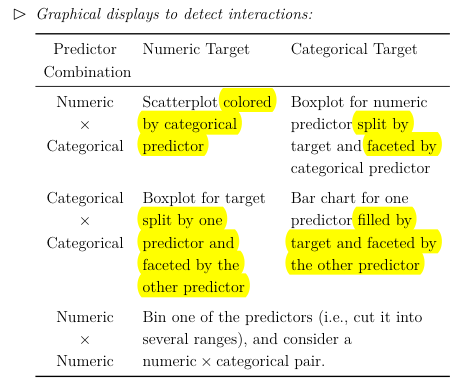 ▷ Graphical displays to detect interactions:
Predictor Numeric Target Categorical Target
Combination
Numeric Scatterplot colored Boxplot for numeric
× by categorical predictor split by
Categorical predictor target and faceted by
categorical predictor
Categorical Boxplot for target Bar chart for one
× split by one predictor filled by
Categorical predictor and target and faceted by
faceted by the the other predictor
other predictor
Numeric Bin one of the predictors (i.e., cut it into
× several ranges), and consider a
Numeric numeric × categorical pair.